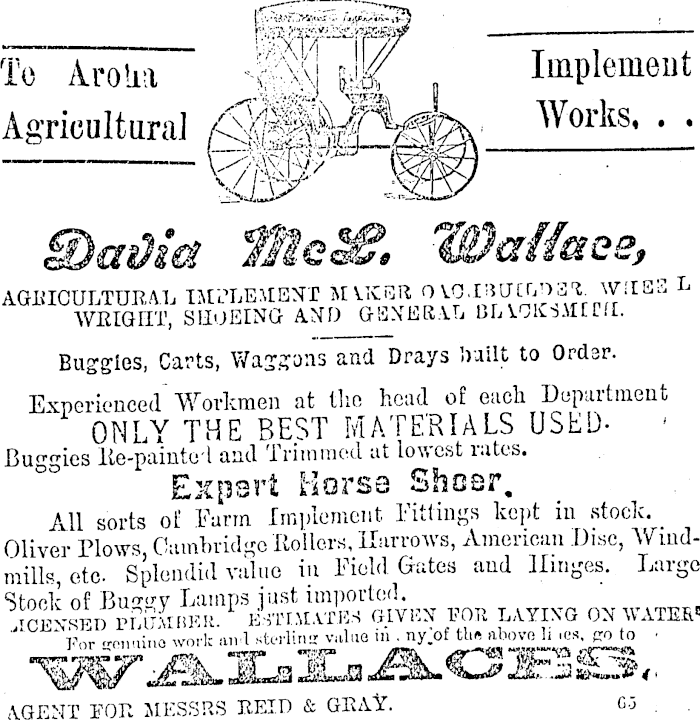 Te Aroha
Agricultural
Implement
Works. . .
David McL. Wallace,
AGRICULTURAL IMPLEMENT MAKER COACHBUILDER, WHEEL
WRIGHT, SHOEING AND GENERAL BLACKSMITH.
Buggies, Carts, Waggons and Drays built to Order.
Experienced Workmen at the head of each Department
ONLY THE BEST MATERIALS USED.
Buggies Re-painted and Trimmed at lowest rates.
Expert Horse Shoer.
All sorts of Farm Implement Fittings kept in stock.
Oliver Plows, Cambridge Rollers, Harrows, American Disc, Wind-
mills, etc. Splendid value in Field Gates and Hinges. Large
Stock of Buggy Lamps just imported.
LICENSED PLUMBER. ESTIMATES GIVEN FOR LAYING ON WATER
For genuine work and sterling value in any of the above lines, go to
WALLACES,
AGENT FOR MESSRS REID & GRAY. 65